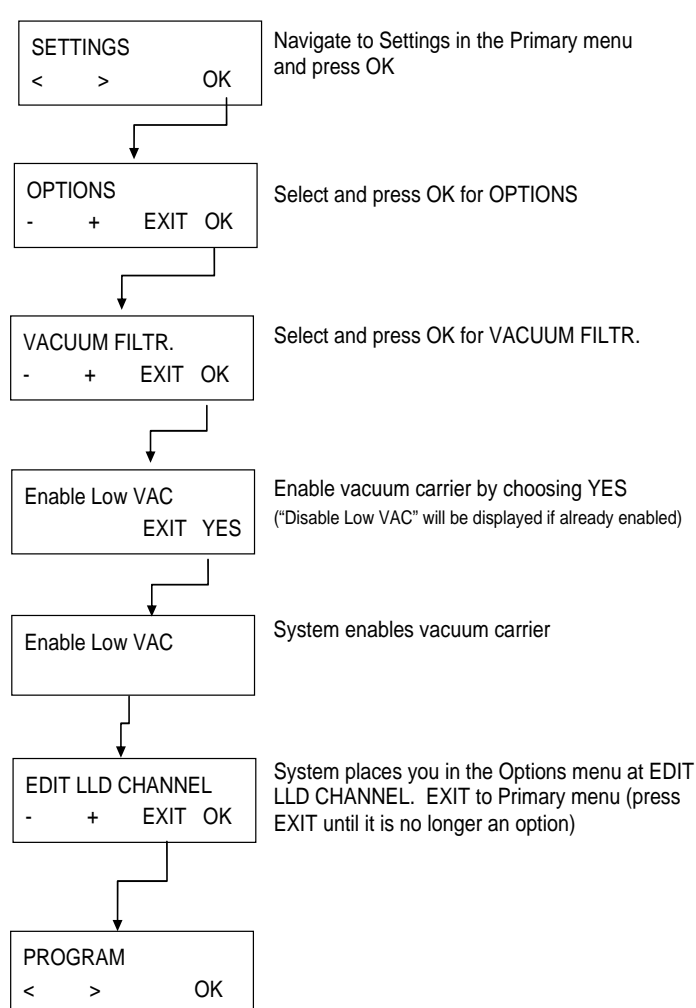 SETTINGS
< > OK
Navigate to Settings in the Primary menu
and press OK
OPTIONS
- + EXIT OK
Select and press OK for OPTIONS
VACUUM FILTR.
- + EXIT OK
Select and press OK for VACUUM FILTR.
Enable Low VAC
EXIT YES
Enable vacuum carrier by choosing YES
(“Disable Low VAC” will be displayed if already enabled)
Enable Low VAC
System enables vacuum carrier
EDIT LLD CHANNEL
- + EXIT OK
System places you in the Options menu at EDIT
LLD CHANNEL. EXIT to Primary menu (press
EXIT until it is no longer an option)
PROGRAM
< > OK